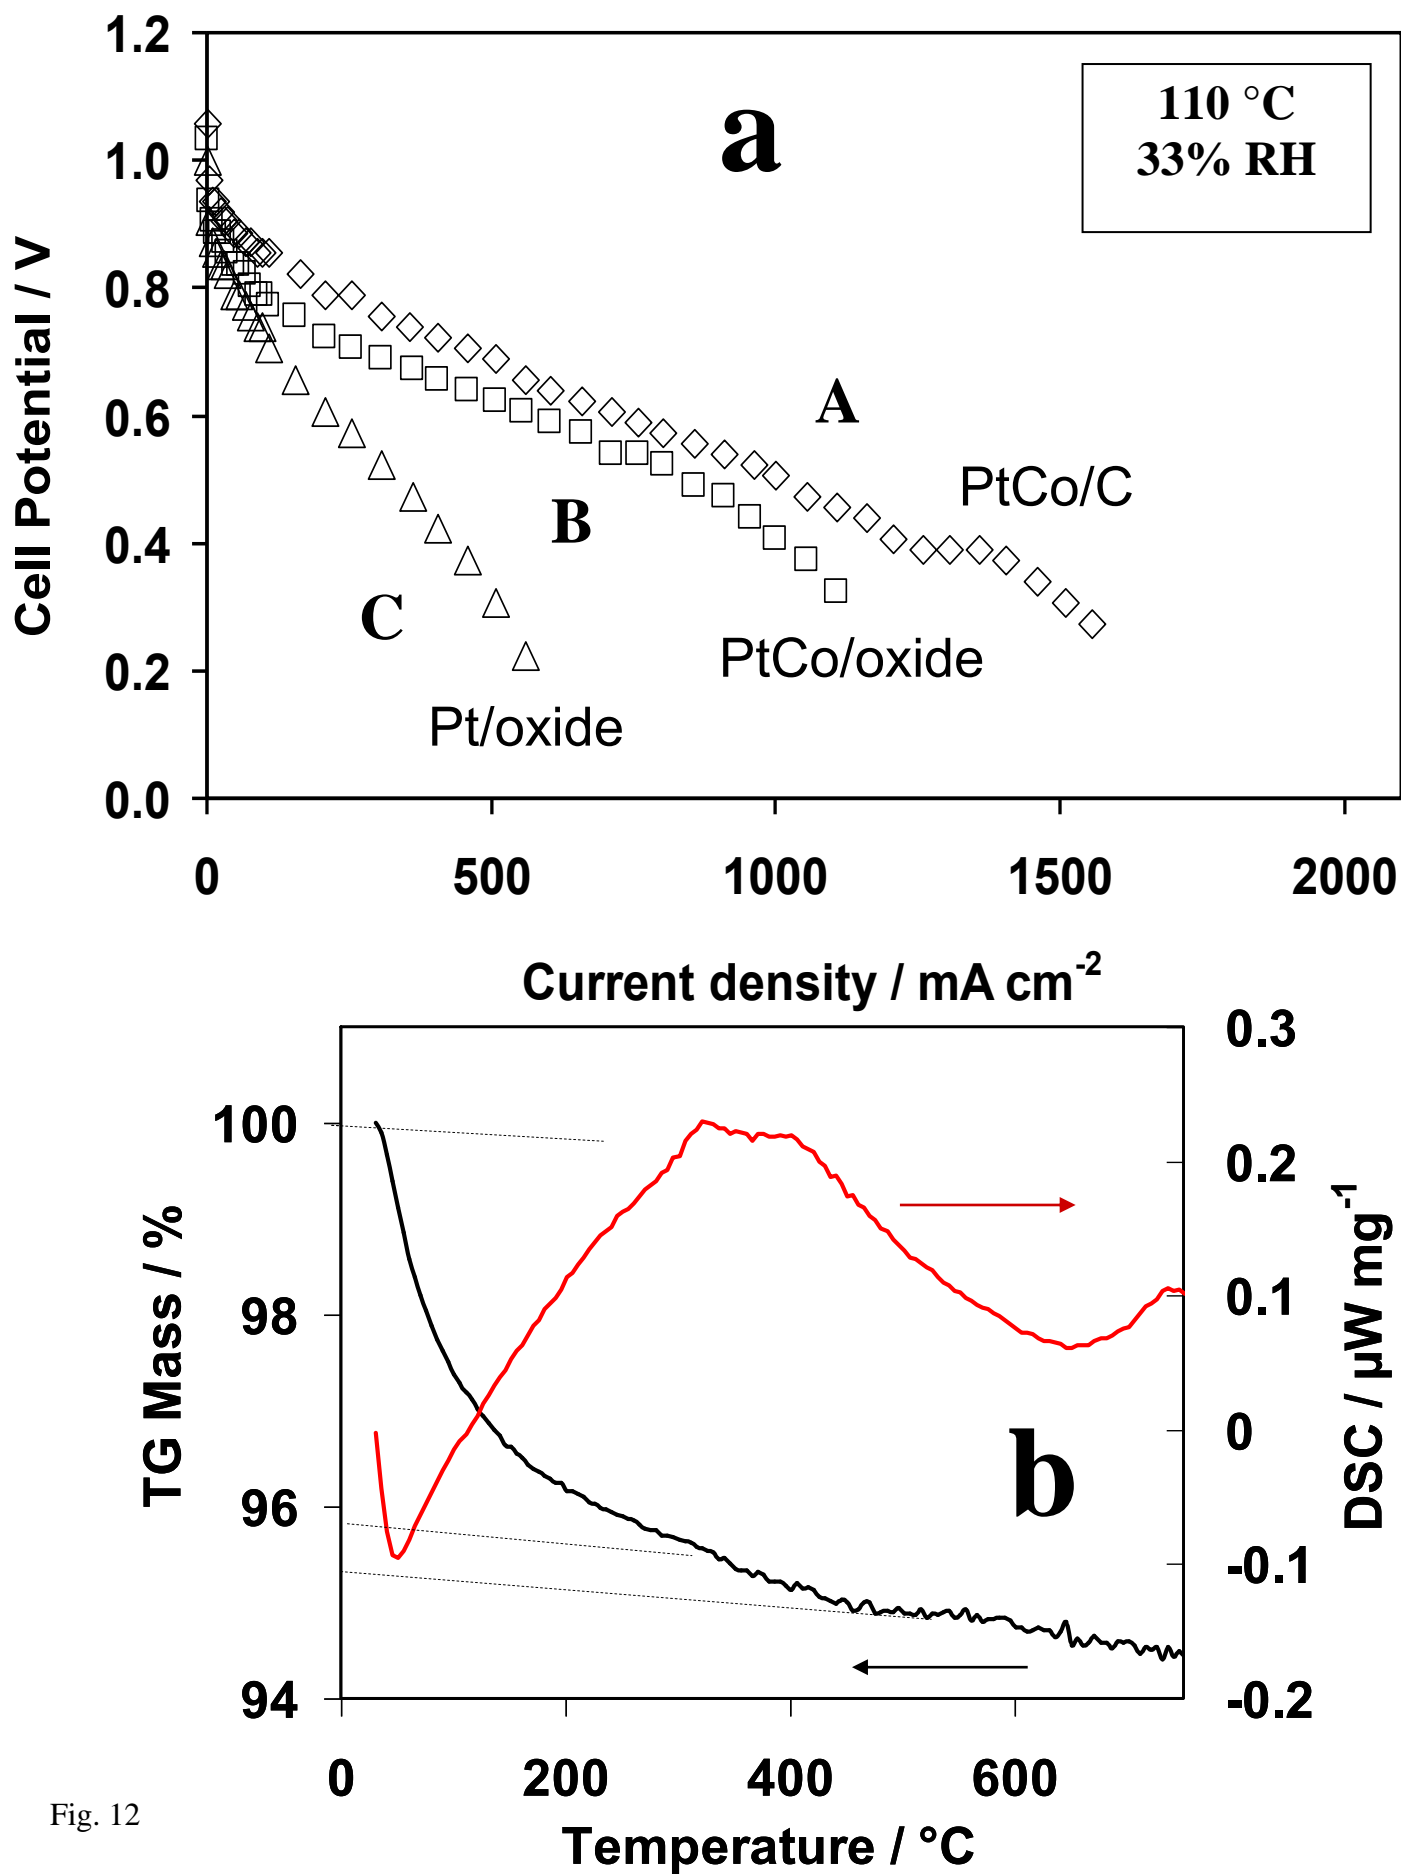 1.2
1.0
0.8
0.6
0.4
0.2
0.0
Cell Potential / V
a
110 °C
33% RH
A
PtCo/C
B
PtCo/oxide
C
Pt/oxide
0 500 1000 1500 2000
Current density / mA cm-2
100
98
96
94
TG Mass / %
b
0.3
0.2
0.1
0
-0.1
-0.2
DSC / µW mg-1
0 200 400 600
Temperature / °C
Fig. 12